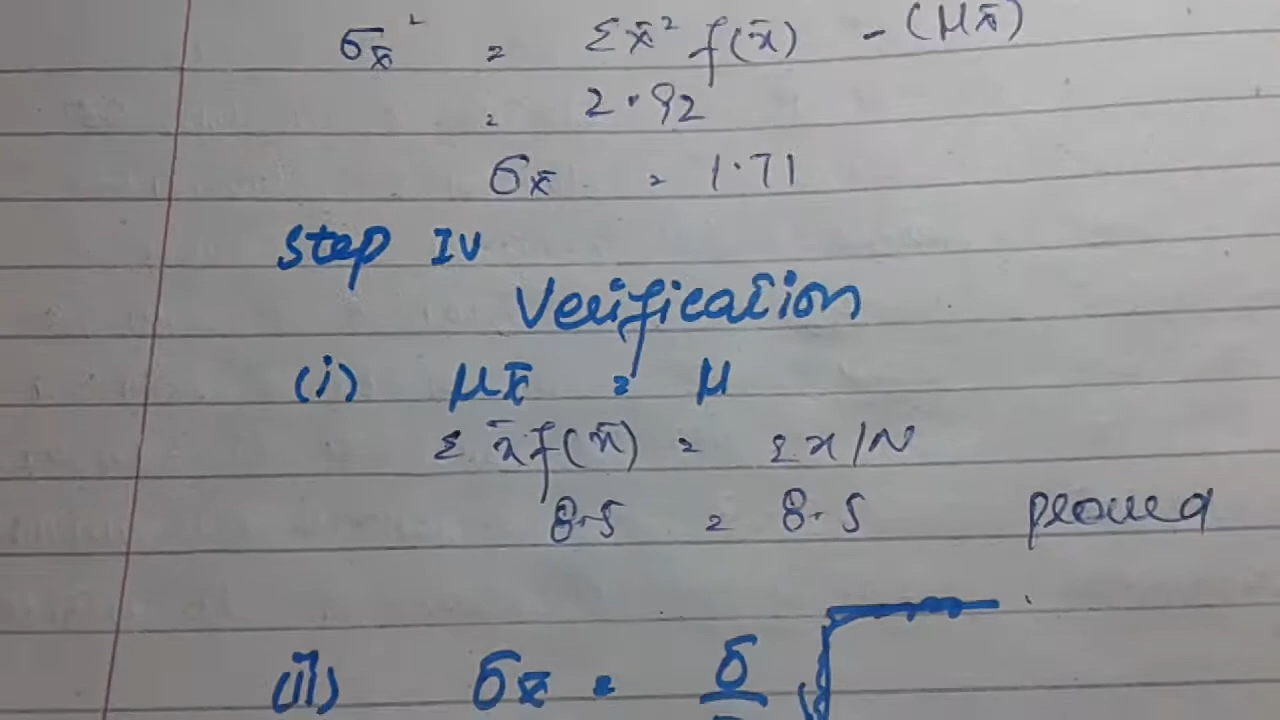 σx̄² = Σx̄² f(x̄) - (μx̄)
= 2.92
σx̄ = 1.71
Step IV
Verification
(i) μx̄ = μ
Σ x̄f(x̄) = Σx/N
8.5 = 8.5 proved
(ii) σx̄ = σ √